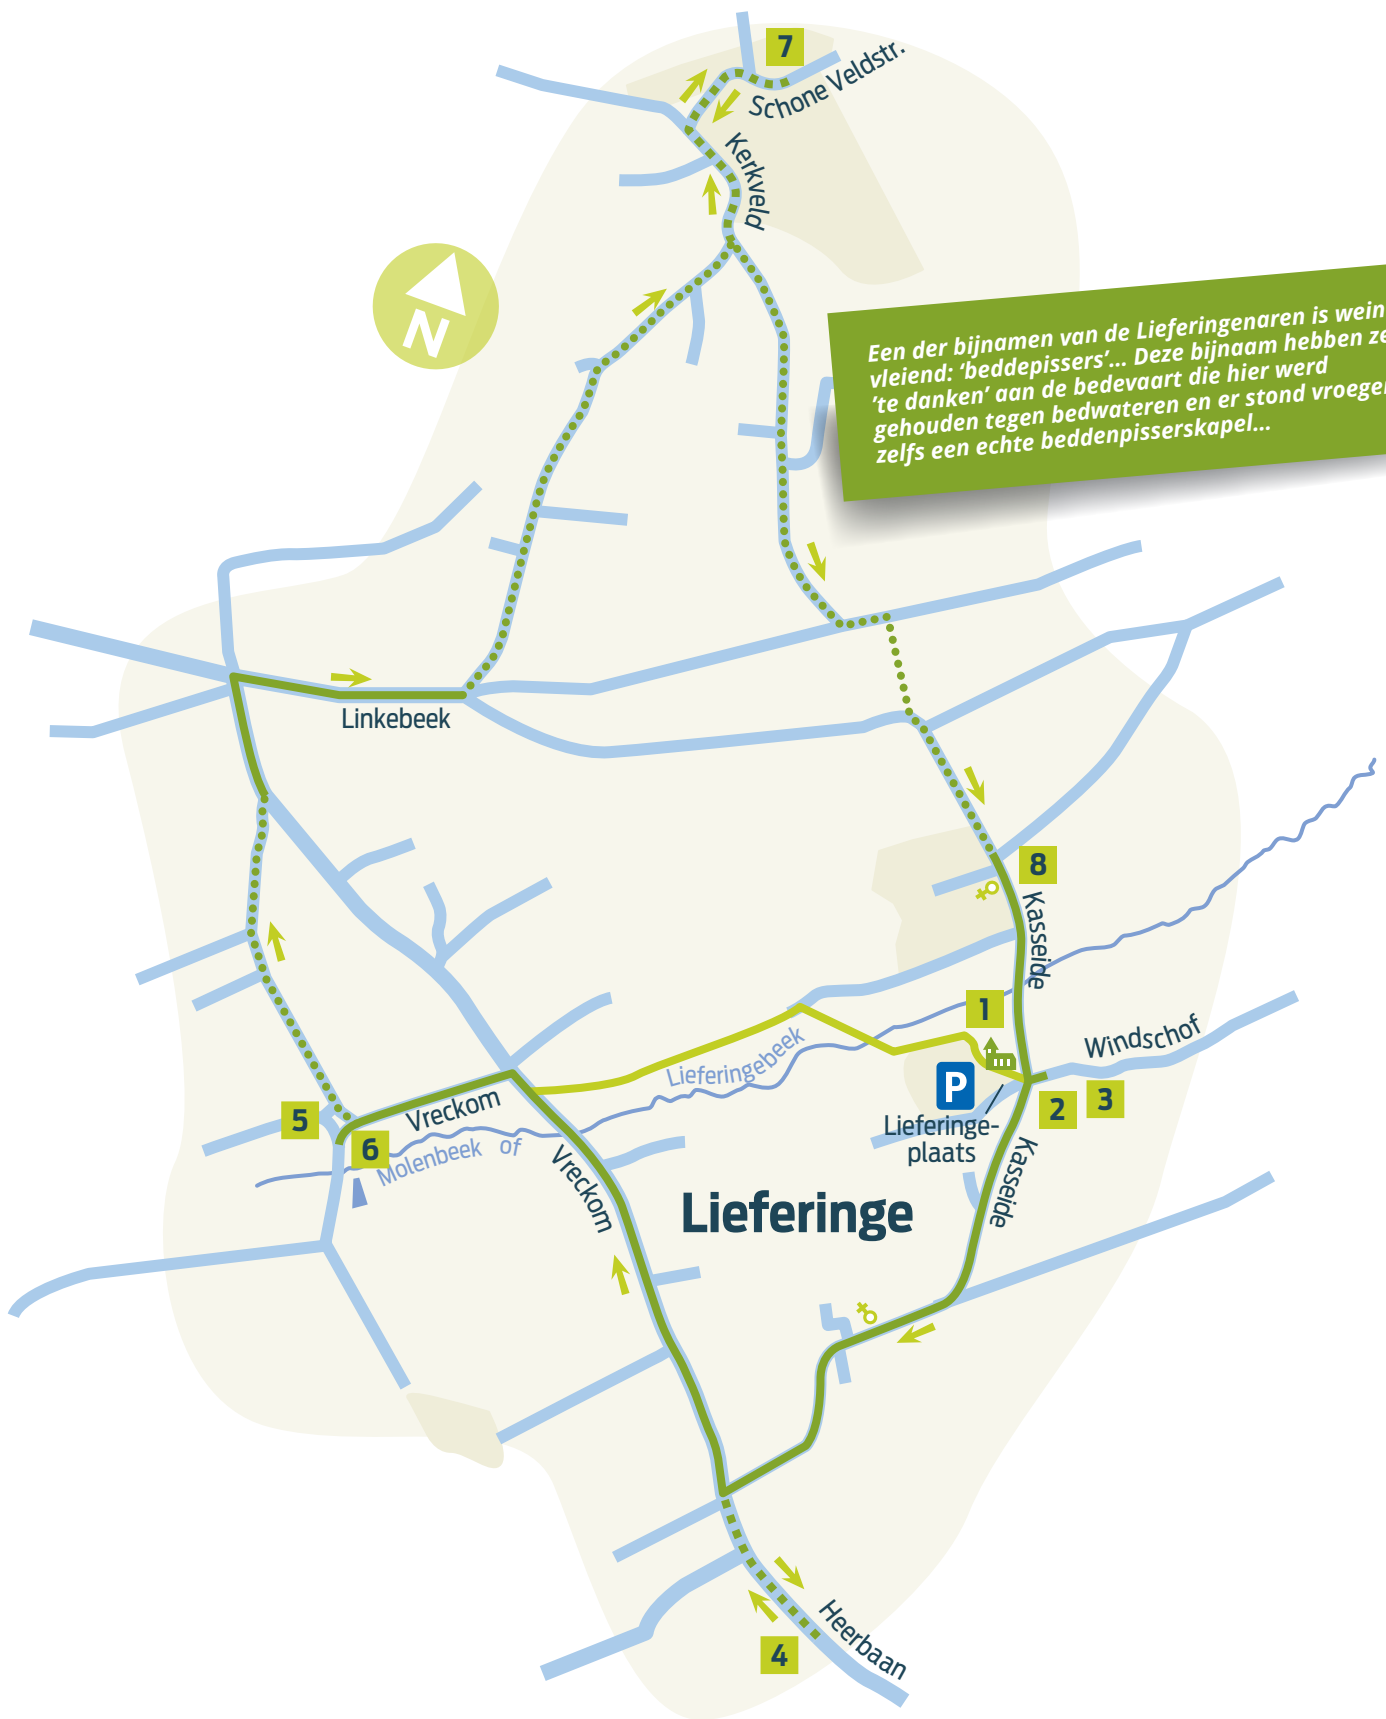 7
Schone Veldstr.
Kerkveld
N
Een der bijnamen van de Lieferingenaren is wein
vleiend: ‘beddepissers’... Deze bijnaam hebben ze
’te danken’ aan de bedevaart die hier werd
gehouden tegen bedwateren en er stond vroeger
zelfs een echte beddenpisserskapel...
Linkebeek
8
Kasseide
1
Windschof
Lieferingebeek
P
2
3
Lieferinge-
plaats
5
6
Vreckom
Molenbeek of
Vreckom
Kasseide
Lieferinge
4
Heerbaan